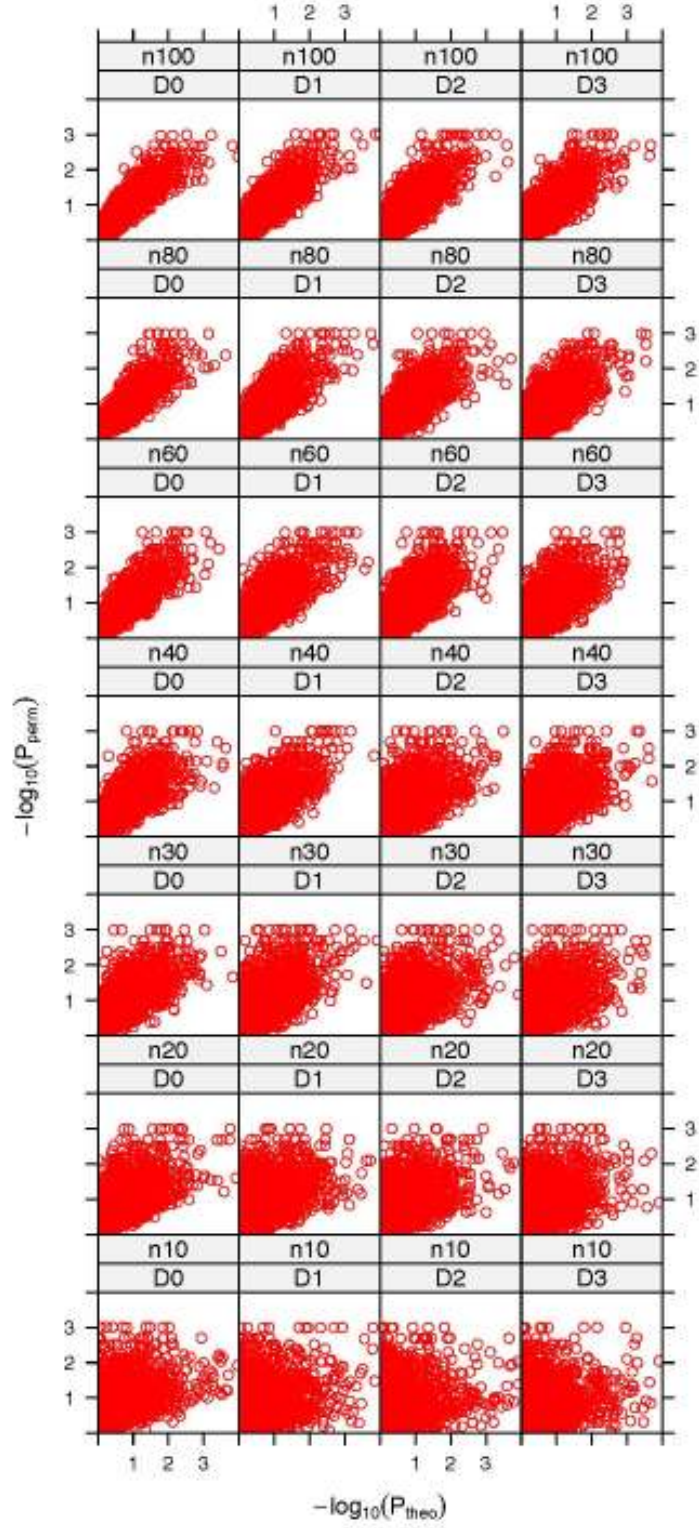 1 2 3 1 2 3
n100 n100 n100 n100
D0 D1 D2 D3
3
2
1
n80 n80 n80 n80
D0 D1 D2 D3
3
2
1
n60 n60 n60 n60
D0 D1 D2 D3
3
2
1
n40 n40 n40 n40
D0 D1 D2 D3
3
2
1
−log10(Pperm)
n30 n30 n30 n30
D0 D1 D2 D3
3
2
1
n20 n20 n20 n20
D0 D1 D2 D3
3
2
1
n10 n10 n10 n10
D0 D1 D2 D3
3
2
1
1 2 3 1 2 3
−log10(Ptheo)